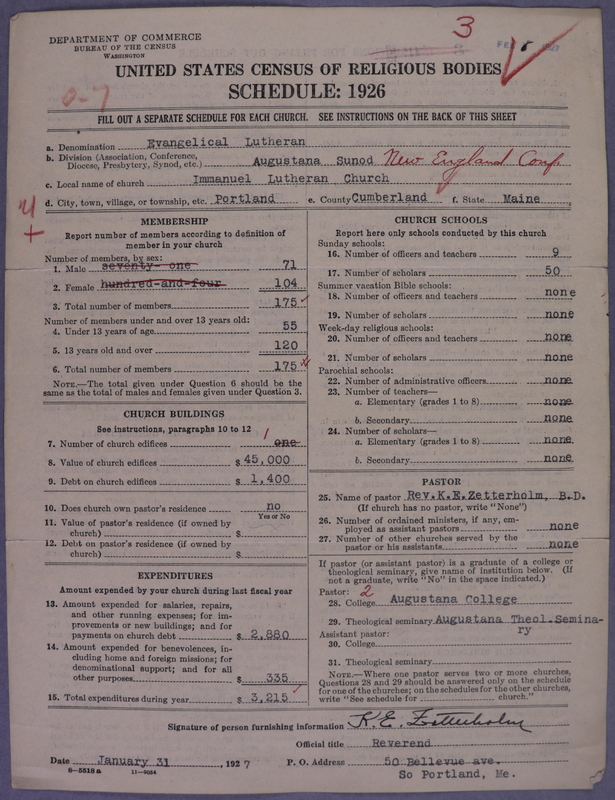 3
DEPARTMENT OF COMMERCE
BUREAU OF THE CENSUS
WASHINGTON
UNITED STATES CENSUS OF RELIGIOUS BODIES
SCHEDULE: 1926
0-7
FILL OUT A SEPARATE SCHEDULE FOR EACH CHURCH. SEE INSTRUCTIONS ON THE BACK OF THIS SHEET
a. Denomination Evangelical Lutheran
b. Division (Association, Conference, Diocese, Presbytery, Synod, etc.) Augustana Sunod New England Conf.
c. Local name of church Immanuel Lutheran Church
d. City, town, village, or township, etc. Portland e. County Cumberland f. State Maine
MEMBERSHIP
Report number of members according to definition of
member in your church
Number of members, by sex:
1. Male seventy- one 71
2. Female hundred-and-four 104
3. Total number of members 175
Number of members under and over 13 years old:
4. Under 13 years of age 55
5. 13 years old and over 120
6. Total number of members 175
NOTE.—The total given under Question 6 should be the
same as the total of males and females given under Question 3.
CHURCH BUILDINGS
See instructions, paragraphs 10 to 12
7. Number of church edifices one 1
8. Value of church edifices $ 45,000
9. Debt on church edifices $ 1,400
10. Does church own pastor's residence no
Yes or No
11. Value of pastor's residence (if owned by
church) $
12. Debt on pastor's residence (if owned by
church) $
EXPENDITURES
Amount expended by your church during last fiscal year
13. Amount expended for salaries, repairs,
and other running expenses; for im-
provements or new buildings; and for
payments on church debt $ 2,880
14. Amount expended for benevolences, in-
cluding home and foreign missions; for
denominational support; and for all
other purposes $ 335
15. Total expenditures during year $ 3,215
CHURCH SCHOOLS
Report here only schools conducted by this church
Sunday schools:
16. Number of officers and teachers 9
17. Number of scholars 50
Summer vacation Bible schools:
18. Number of officers and teachers none
19. Number of scholars none
Week-day religious schools:
20. Number of officers and teachers none
21. Number of scholars none
Parochial schools:
22. Number of administrative officers none
23. Number of teachers—
a. Elementary (grades 1 to 8) none
b. Secondary none
24. Number of scholars—
a. Elementary (grades 1 to 8) none
b. Secondary none
PASTOR
25. Name of pastor Rev.K.E.Zetterholm, B.D.
(If church has no pastor, write "None")
26. Number of ordained ministers, if any, em-
ployed as assistant pastors none
27. Number of other churches served by the
pastor or his assistants none
If pastor (or assistant pastor) is a graduate of a college or
theological seminary, give name of institution below. (If
not a graduate, write "No" in the space indicated.)
Pastor: 2
28. College Augustana College
29. Theological seminary Augustana Theol.Semina-
ry
Assistant pastor:
30. College
31. Theological seminary
NOTE.—Where one pastor serves two or more churches,
Questions 28 and 29 should be answered only on the schedule
for one of the churches; on the schedules for the other churches,
write "See schedule for church."
Signature of person furnishing information K. E. Zetterholm
Official title Reverend
Date January 31, 1927 P. O. Address 50 Bellevue ave.
8—5518 a 11—9084 So Portland, Me.